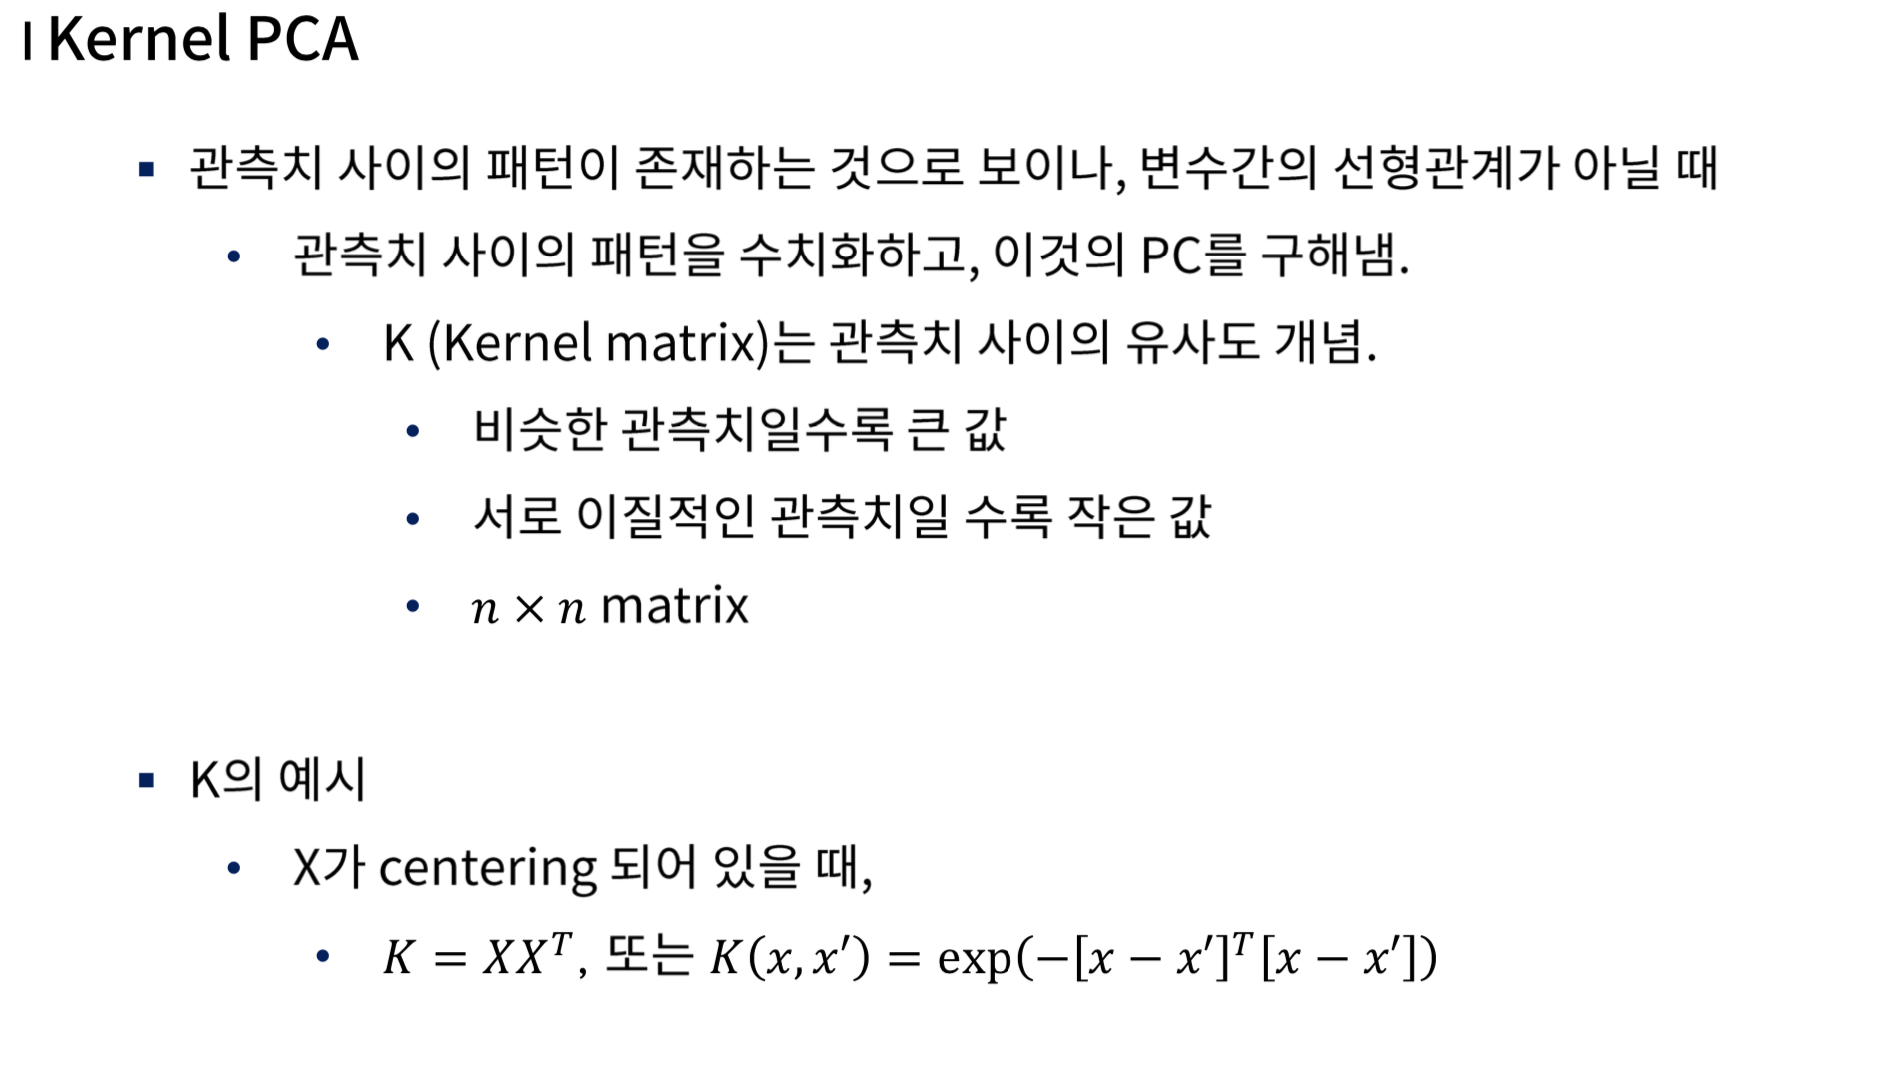 Kernel PCA
▪ 관측치 사이의 패턴이 존재하는 것으로 보이나, 변수간의 선형관계가 아닐 때
• 관측치 사이의 패턴을 수치화하고, 이것의 PC를 구해냄.
• K (Kernel matrix)는 관측치 사이의 유사도 개념.
• 비슷한 관측치일수록 큰 값
• 서로 이질적인 관측치일 수록 작은 값
• n × n matrix
▪ K의 예시
• X가 centering 되어 있을 때,
• K = XXᵀ, 또는 K(x, x′) = exp(−[x − x′]ᵀ[x − x′])